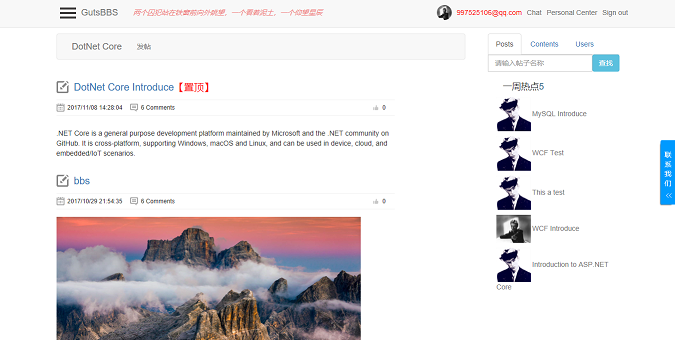 GutsBBS 两个囚犯站在铁窗前向外眺望，一个看着泥土，一个仰望星辰 997525106@qq.com Chat Personal Center Sign out
DotNet Core 发帖
DotNet Core Introduce【置顶】
2017/11/08 14:28:04 6 Comments 0
.NET Core is a general purpose development platform maintained by Microsoft and the .NET community on
GitHub. It is cross-platform, supporting Windows, macOS and Linux, and can be used in device, cloud, and
embedded/IoT scenarios.
bbs
2017/10/29 21:54:35 6 Comments 0
Posts Contents Users
请输入帖子名称 查找
一周热点5
MySQL Introduce
WCF Test
This a test
WCF Introduce
Introduction to ASP.NET
Core
联
系
我
们